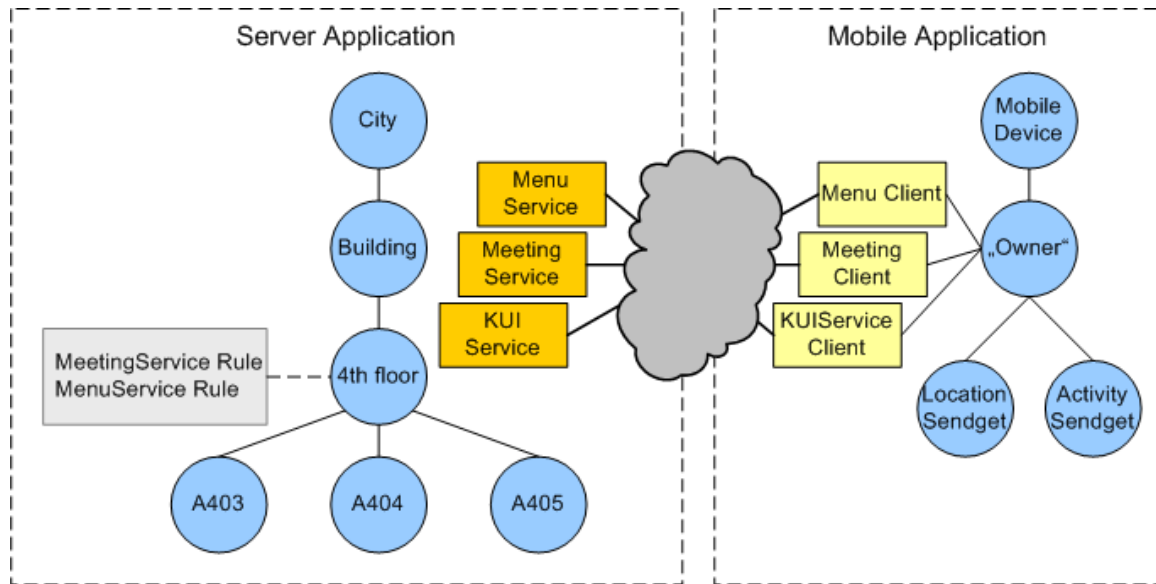 Server Application
City
Building
4th floor
MeetingService Rule
MenuService Rule
A403
A404
A405
Menu
Service
Meeting
Service
KUI
Service
Mobile Application
Menu Client
Meeting
Client
KUIService
Client
Mobile
Device
„Owner“
Location
Sendget
Activity
Sendget